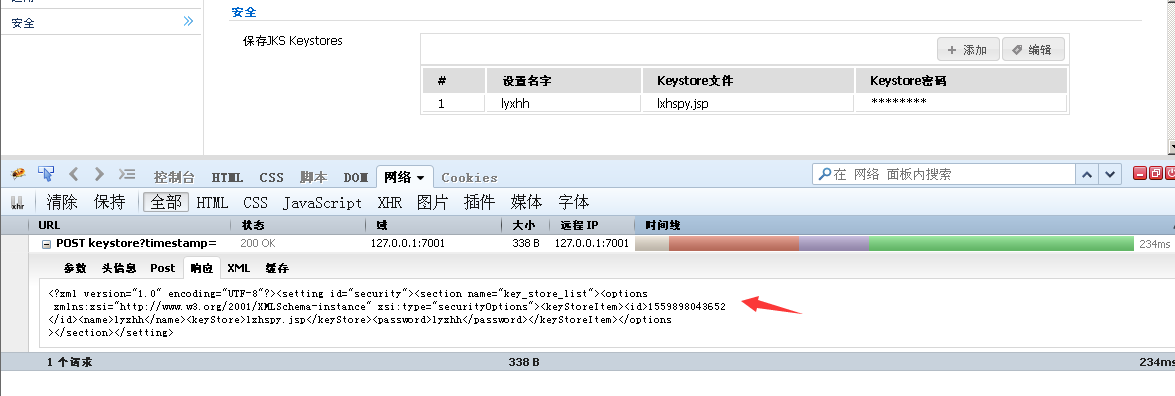 安全
安全
保存JKS Keystores
添加 编辑
# 设置名字 Keystore文件 Keystore密码
1 lyxhh lxhspy.jsp ********
控制台 HTML CSS 脚本 DOM 网络 Cookies 在 网络 面板内搜索
xhr 清除 保持 全部 HTML CSS JavaScript XHR 图片 插件 媒体 字体
URL 状态 域 大小 远程 IP 时间线
POST keystore?timestamp= 200 OK 127.0.0.1:7001 338 B 127.0.0.1:7001 234ms
参数 头信息 Post 响应 XML 缓存
<?xml version="1.0" encoding="UTF-8"?><setting id="security"><section name="key_store_list"><options
xmlns:xsi="http://www.w3.org/2001/XMLSchema-instance" xsi:type="securityOptions"><keyStoreItem><id>1559898043652
</id><name>lyxhh</name><keyStore>lxhspy.jsp</keyStore><password>lyxhh</password></keyStoreItem></options
></section></setting>
1 个请求 338 B 234ms